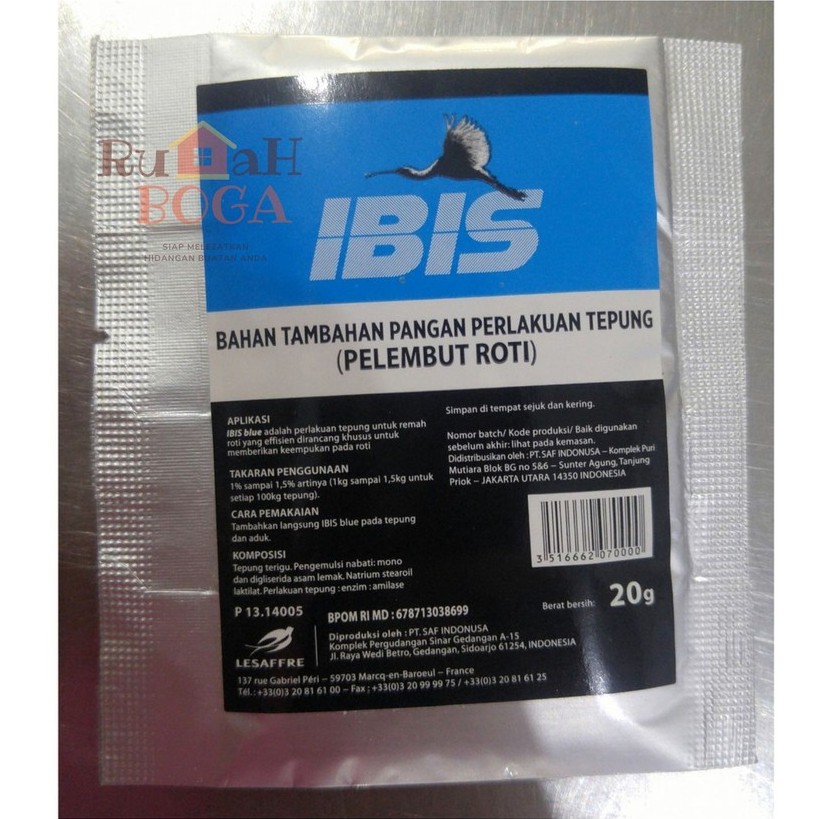 RumaH
BOGA
SIAP MELEZATKAN
HIDANGAN BUATAN ANDA
IBIS
BAHAN TAMBAHAN PANGAN PERLAKUAN TEPUNG
(PELEMBUT ROTI)
APLIKASI
IBIS blue adalah perlakuan tepung untuk remah
roti yang effisien dirancang khusus untuk
memberikan keempukan pada roti
TAKARAN PENGGUNAAN
1% sampai 1,5% artinya (1kg sampai 1,5kg untuk
setiap 100kg tepung).
CARA PEMAKAIAN
Tambahkan langsung IBIS blue pada tepung
dan aduk.
KOMPOSISI
Tepung terigu. Pengemulsi nabati: mono
dan digliserida asam lemak. Natrium stearoil
laktilat. Perlakuan tepung : enzim : amilase
P 13.14005
Simpan di tempat sejuk dan kering.
Nomor batch/ Kode produksi/ Baik digunakan
sebelum akhir: lihat pada kemasan.
Didistribusikan oleh : PT. SAF INDONUSA – Komplek Puri
Mutiara Blok BG no 5&6 – Sunter Agung, Tanjung
Priok – JAKARTA UTARA 14350 INDONESIA
3 516662 070000
Berat bersih: 20g
BPOM RI MD : 678713038699
Diproduksi oleh : PT. SAF INDONUSA
Komplek Pergudangan Sinar Gedangan A-15
Jl. Raya Wedi Betro, Gedangan, Sidoarjo 61254, INDONESIA
LESAFFRE
137 rue Gabriel Péri – 59703 Marcq-en-Baroeul – France
Tél.: +33(0)3 20 81 61 00 – Fax ; +33(0)3 20 99 99 75 / +33(0)3 20 81 61 25